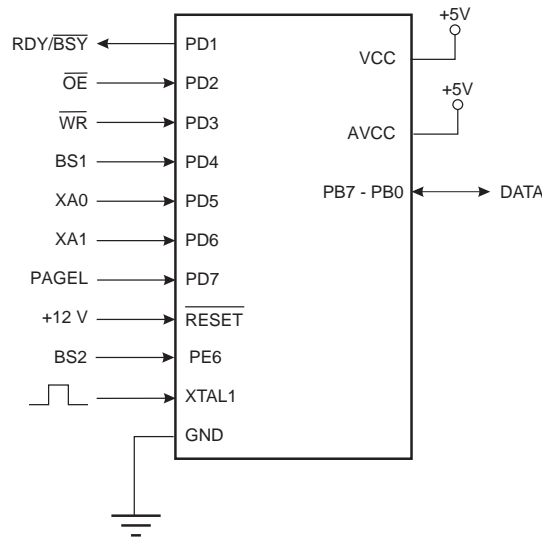 RDY/BSY PD1
OE PD2
WR PD3
BS1 PD4
XA0 PD5
XA1 PD6
PAGEL PD7
+12 V RESET
BS2 PE6
XTAL1
GND
+5V
VCC
+5V
AVCC
PB7 - PB0 DATA